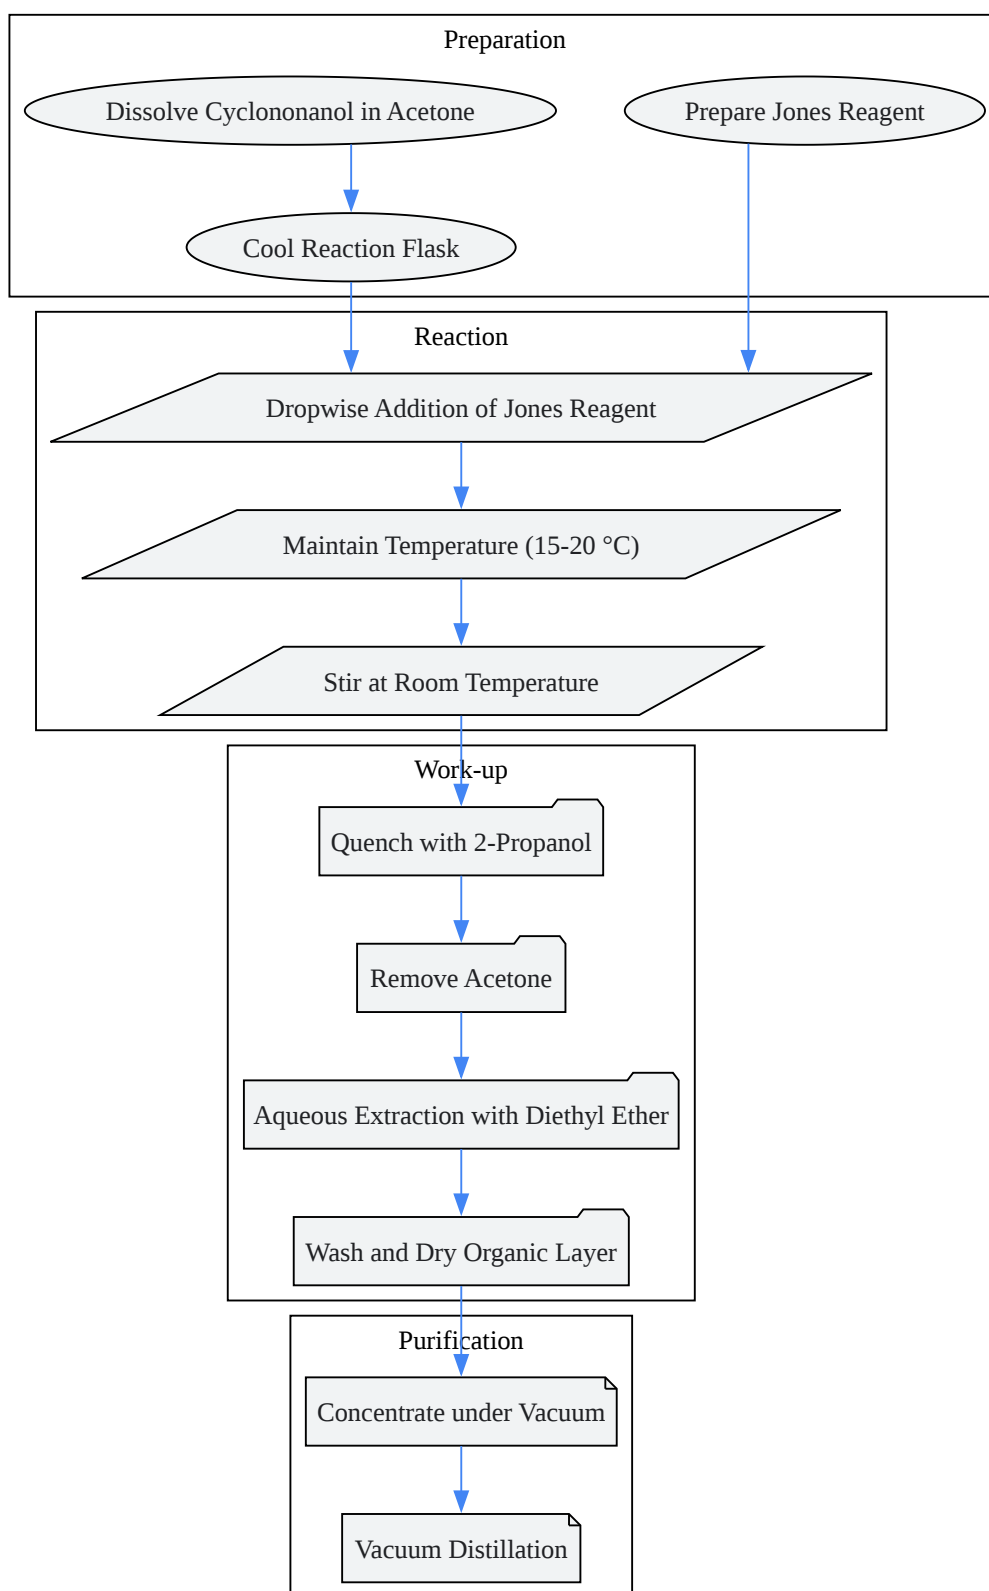 Preparation
Dissolve Cyclononanol in Acetone
Prepare Jones Reagent
Cool Reaction Flask
Reaction
Dropwise Addition of Jones Reagent
Maintain Temperature (15-20 °C)
Stir at Room Temperature
Work-up
Quench with 2-Propanol
Remove Acetone
Aqueous Extraction with Diethyl Ether
Wash and Dry Organic Layer
Purification
Concentrate under Vacuum
Vacuum Distillation